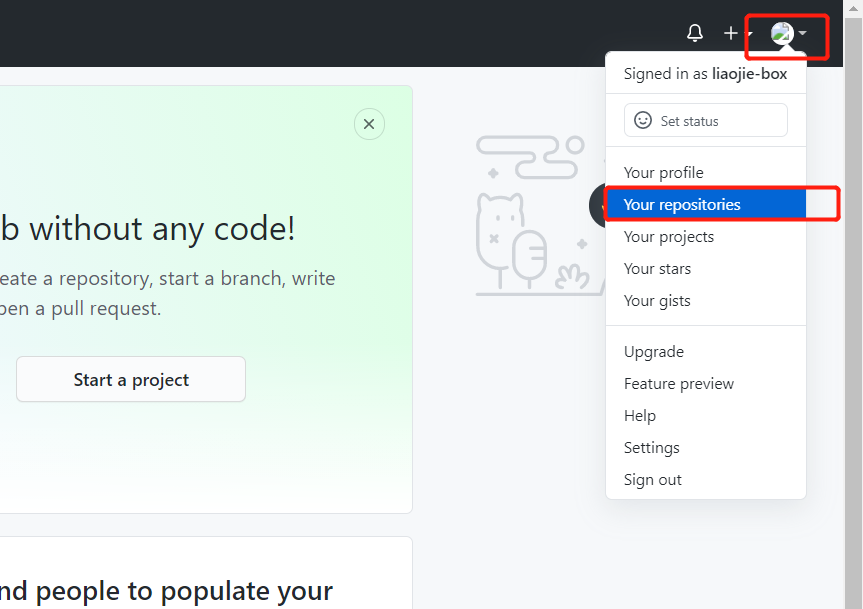 Signed in as liaojie-box
Set status
Your profile
Your repositories
Your projects
Your stars
Your gists
Upgrade
Feature preview
Help
Settings
Sign out
b without any code!
eate a repository, start a branch, write
pen a pull request.
Start a project
nd people to populate your